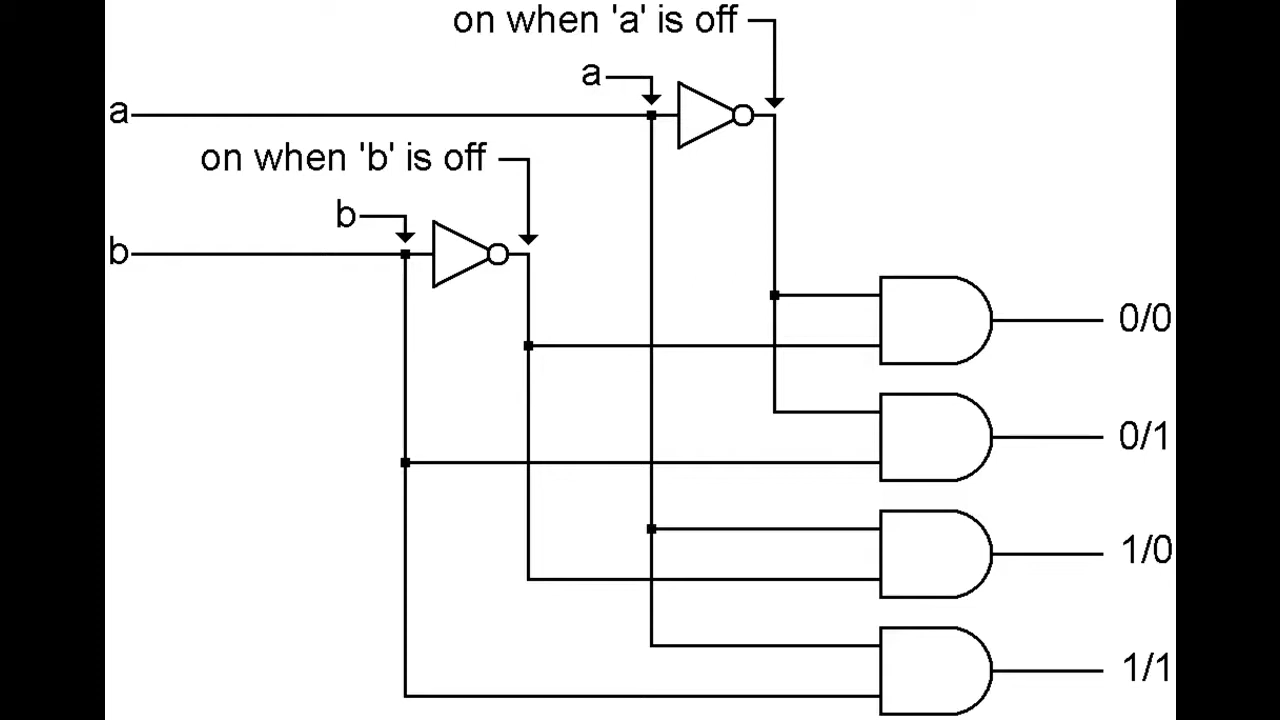 on when 'a' is off
a
a
on when 'b' is off
b
b
0/0
0/1
1/0
1/1